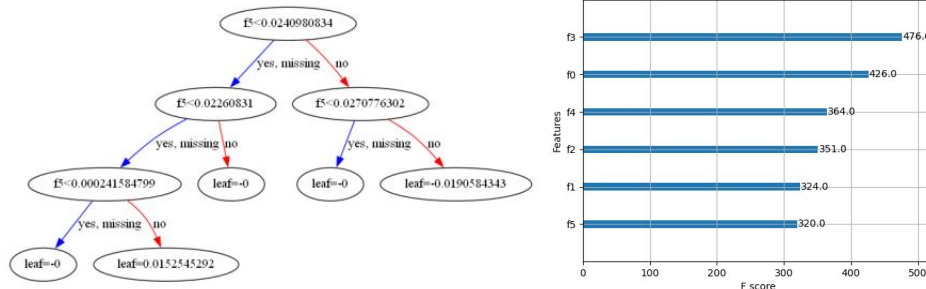 f5<0.0240980834
yes, missing
no
f5<0.02260831
f5<0.0270776302
yes, missing
no
yes, missing
no
f5<0.000241584799
leaf=-0
leaf=-0
leaf=-0.0190584343
yes, missing
no
leaf=-0
leaf=0.0152545292
Features
f3
476.0
f0
426.0
f4
364.0
f2
351.0
f1
324.0
f5
320.0
0
100
200
300
400
500
F score